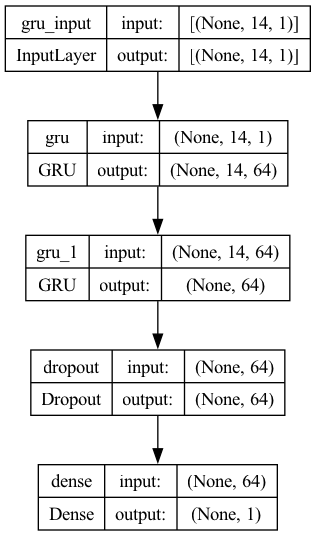 gru_input input: [(None, 14, 1)]
InputLayer output: [(None, 14, 1)]
gru input: (None, 14, 1)
GRU output: (None, 14, 64)
gru_1 input: (None, 14, 64)
GRU output: (None, 64)
dropout input: (None, 64)
Dropout output: (None, 64)
dense input: (None, 64)
Dense output: (None, 1)